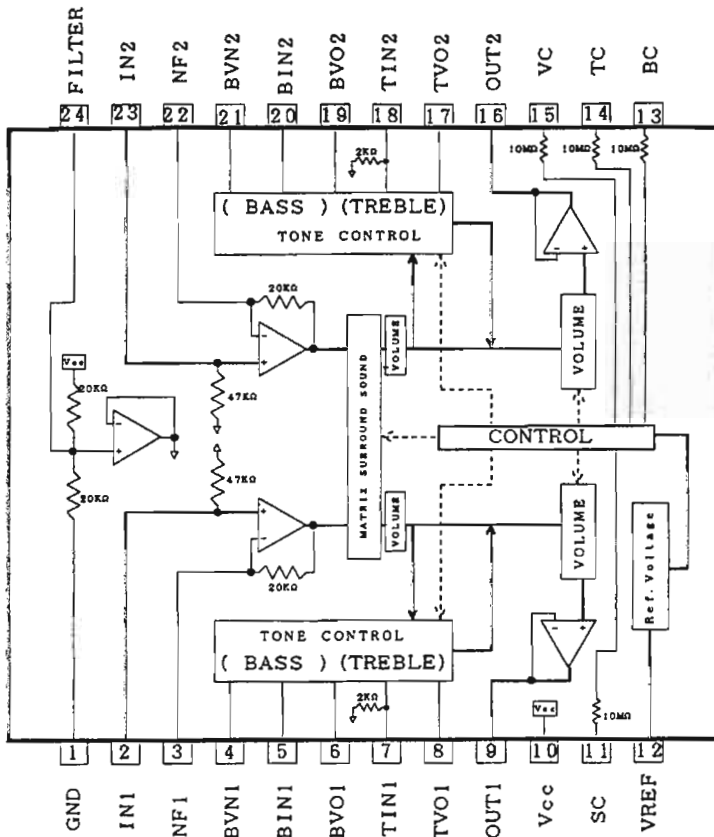 FILTER IN2 NF2 BVN2 BIN2 BVO2 TIN2 TVO2 OUT2 VC TC BC
24 23 22 21 20 19 18 17 16 15 14 13
10MΩ 10MΩ 10MΩ
2KΩ
( BASS ) (TREBLE)
TONE CONTROL
20KΩ
Vcc
VOLUME
VOLUME
20KΩ
47KΩ
MATRIX SURROUND SOUND
CONTROL
20KΩ
47KΩ
VOLUME
VOLUME
Ref. Voltage
20KΩ
TONE CONTROL
( BASS ) (TREBLE)
2KΩ
Vcc
10MΩ
1 2 3 4 5 6 7 8 9 10 11 12
GND IN1 NF1 BVN1 BIN1 BVO1 TIN1 TVO1 OUT1 Vcc SC VREF